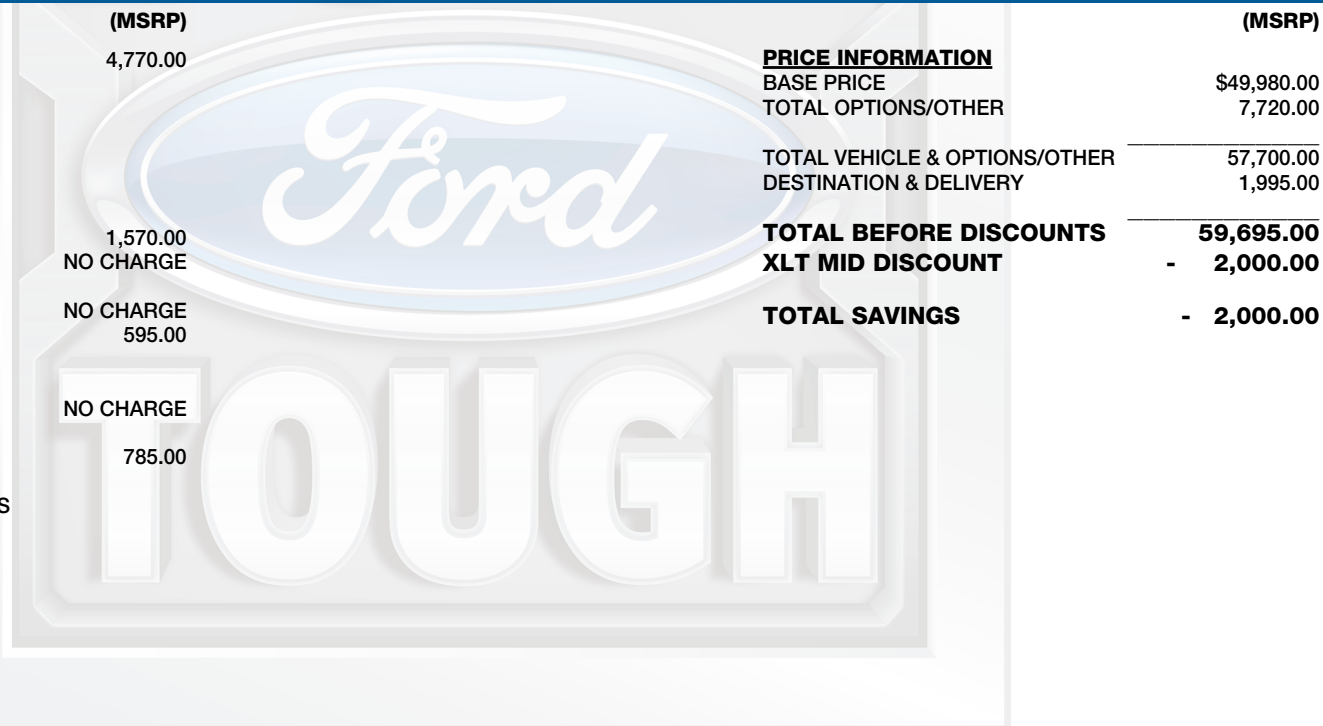 (MSRP)
4,770.00
1,570.00
NO CHARGE
NO CHARGE
595.00
NO CHARGE
785.00
S
(MSRP)
PRICE INFORMATION
BASE PRICE $49,980.00
TOTAL OPTIONS/OTHER 7,720.00
TOTAL VEHICLE & OPTIONS/OTHER 57,700.00
DESTINATION & DELIVERY 1,995.00
TOTAL BEFORE DISCOUNTS 59,695.00
XLT MID DISCOUNT - 2,000.00
TOTAL SAVINGS - 2,000.00
Ford
TOUGH